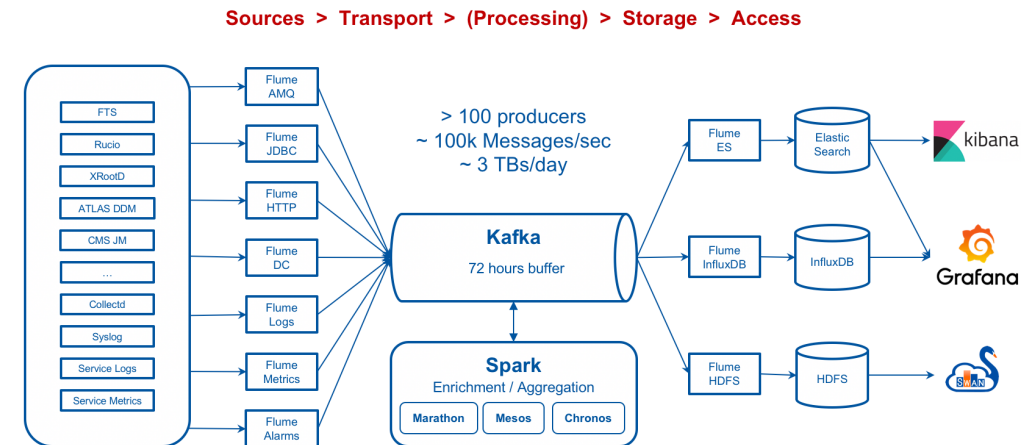 Sources > Transport > (Processing) > Storage > Access
FTS
Rucio
XRootD
ATLAS DDM
CMS JM
...
Collectd
Syslog
Service Logs
Service Metrics
Flume
AMQ
Flume
JDBC
Flume
HTTP
Flume
DC
Flume
Logs
Flume
Metrics
Flume
Alarms
> 100 producers
~ 100k Messages/sec
~ 3 TBs/day
Kafka
72 hours buffer
Spark
Enrichment / Aggregation
Marathon
Mesos
Chronos
Flume
ES
Flume
InfluxDB
Flume
HDFS
Elastic
Search
InfluxDB
HDFS
kibana
Grafana
SWAN